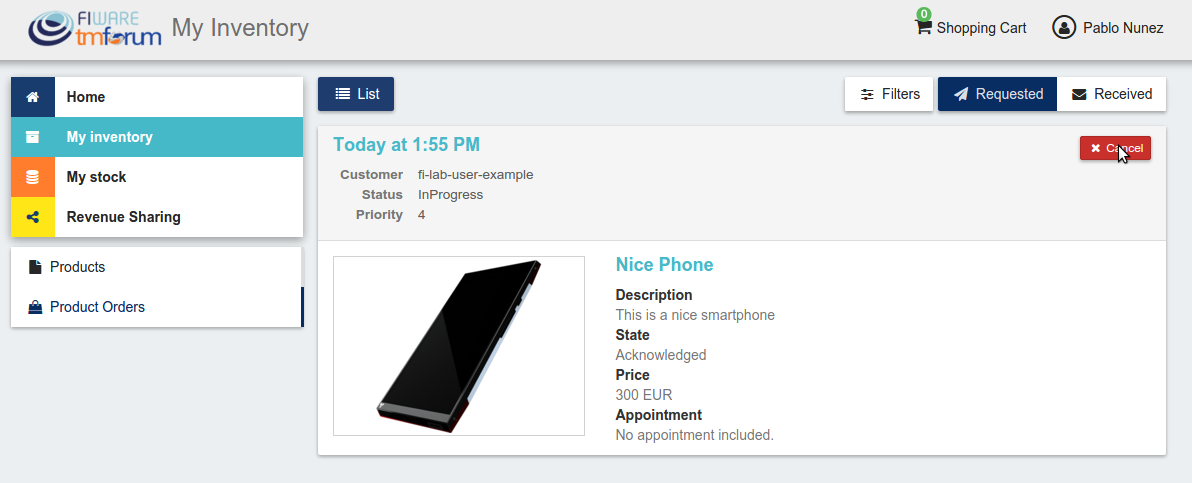 FIWARE
tmforum
My Inventory
0
Shopping Cart
Pablo Nunez
Home
My inventory
My stock
Revenue Sharing
Products
Product Orders
List
Filters
Requested
Received
Today at 1:55 PM
Cancel
Customer fi-lab-user-example
Status InProgress
Priority 4
Nice Phone
Description
This is a nice smartphone
State
Acknowledged
Price
300 EUR
Appointment
No appointment included.